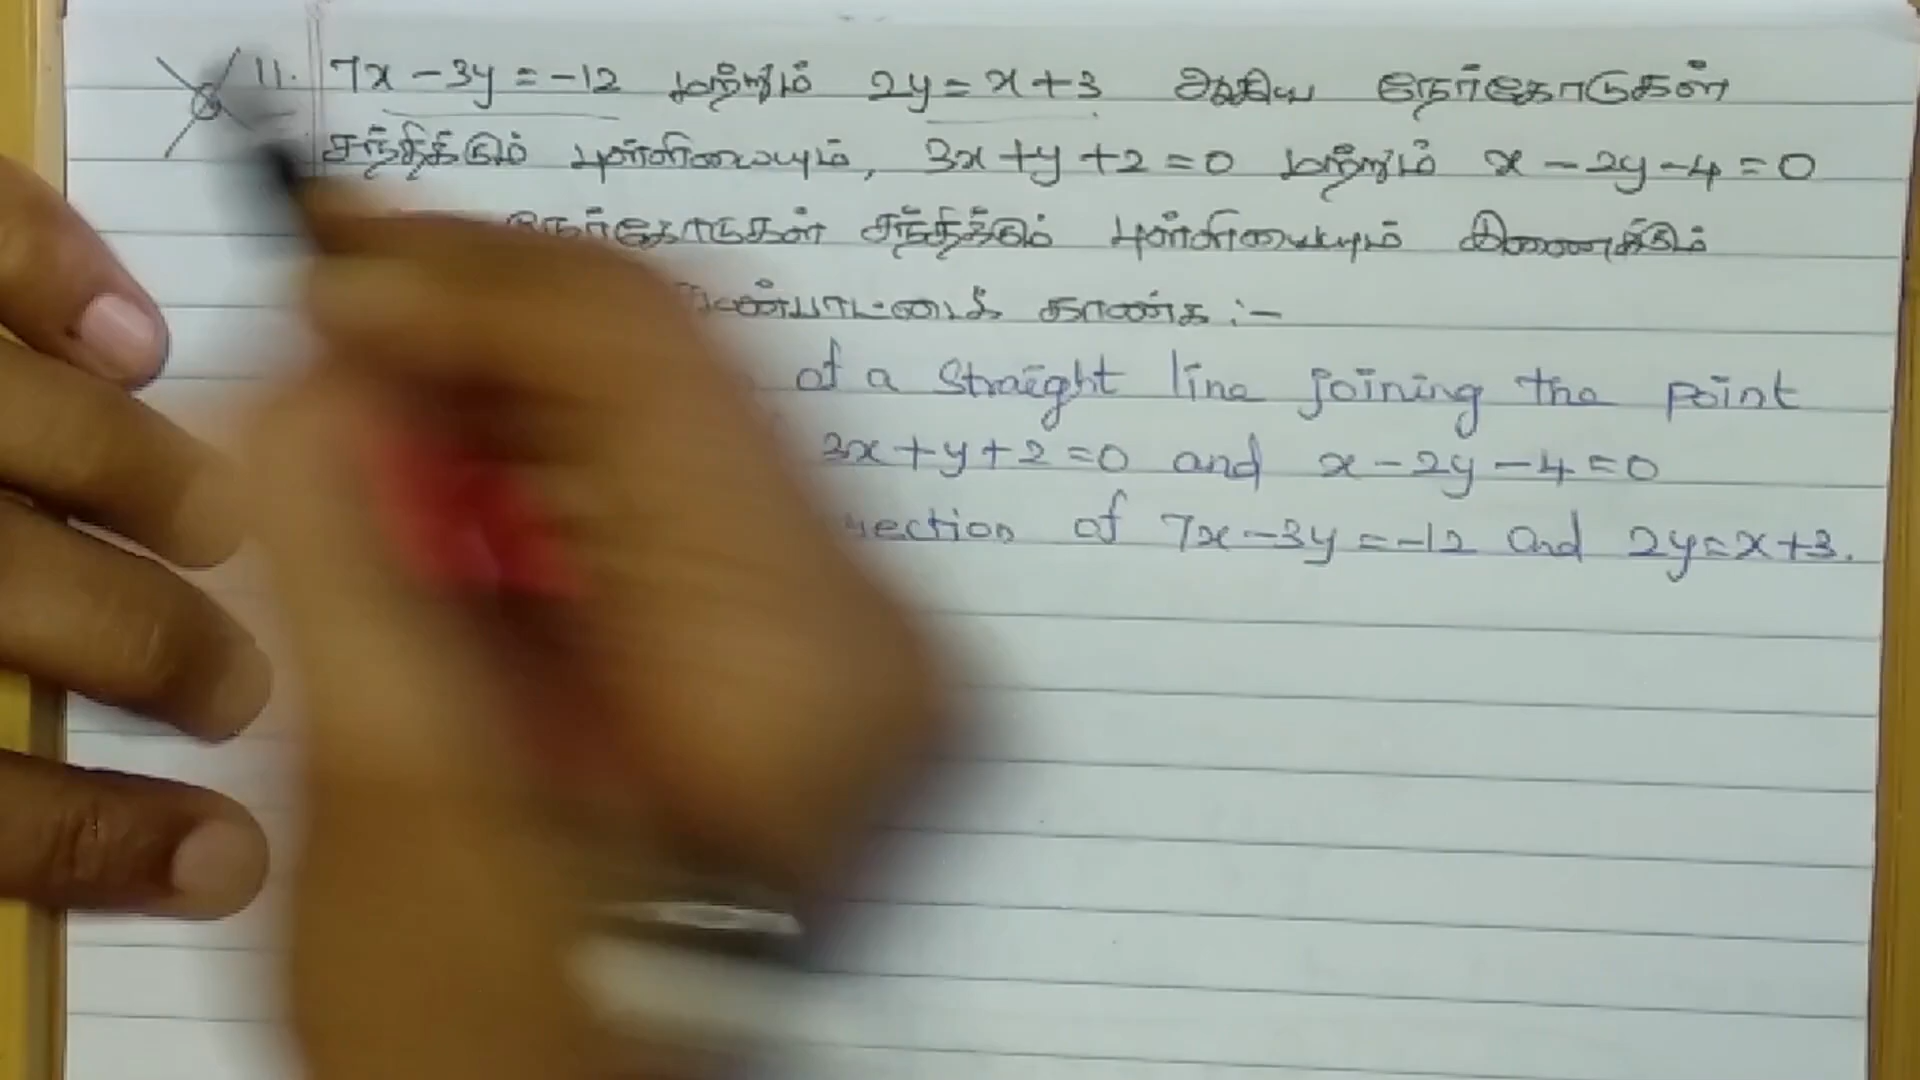 11. 7x - 3y = -12 மற்றும் 2y = x + 3 ஆகிய நேர்கோடுகள்
சந்திக்கும் புள்ளியையும், 3x + y + 2 = 0 மற்றும் x - 2y - 4 = 0
நேர்கோடுகள் சந்திக்கும் புள்ளியையும் இணைக்கும்
காண்க :-
of a Straight line joining the point
3x + y + 2 = 0 and x - 2y - 4 = 0
of 7x - 3y = -12 and 2y = x + 3.